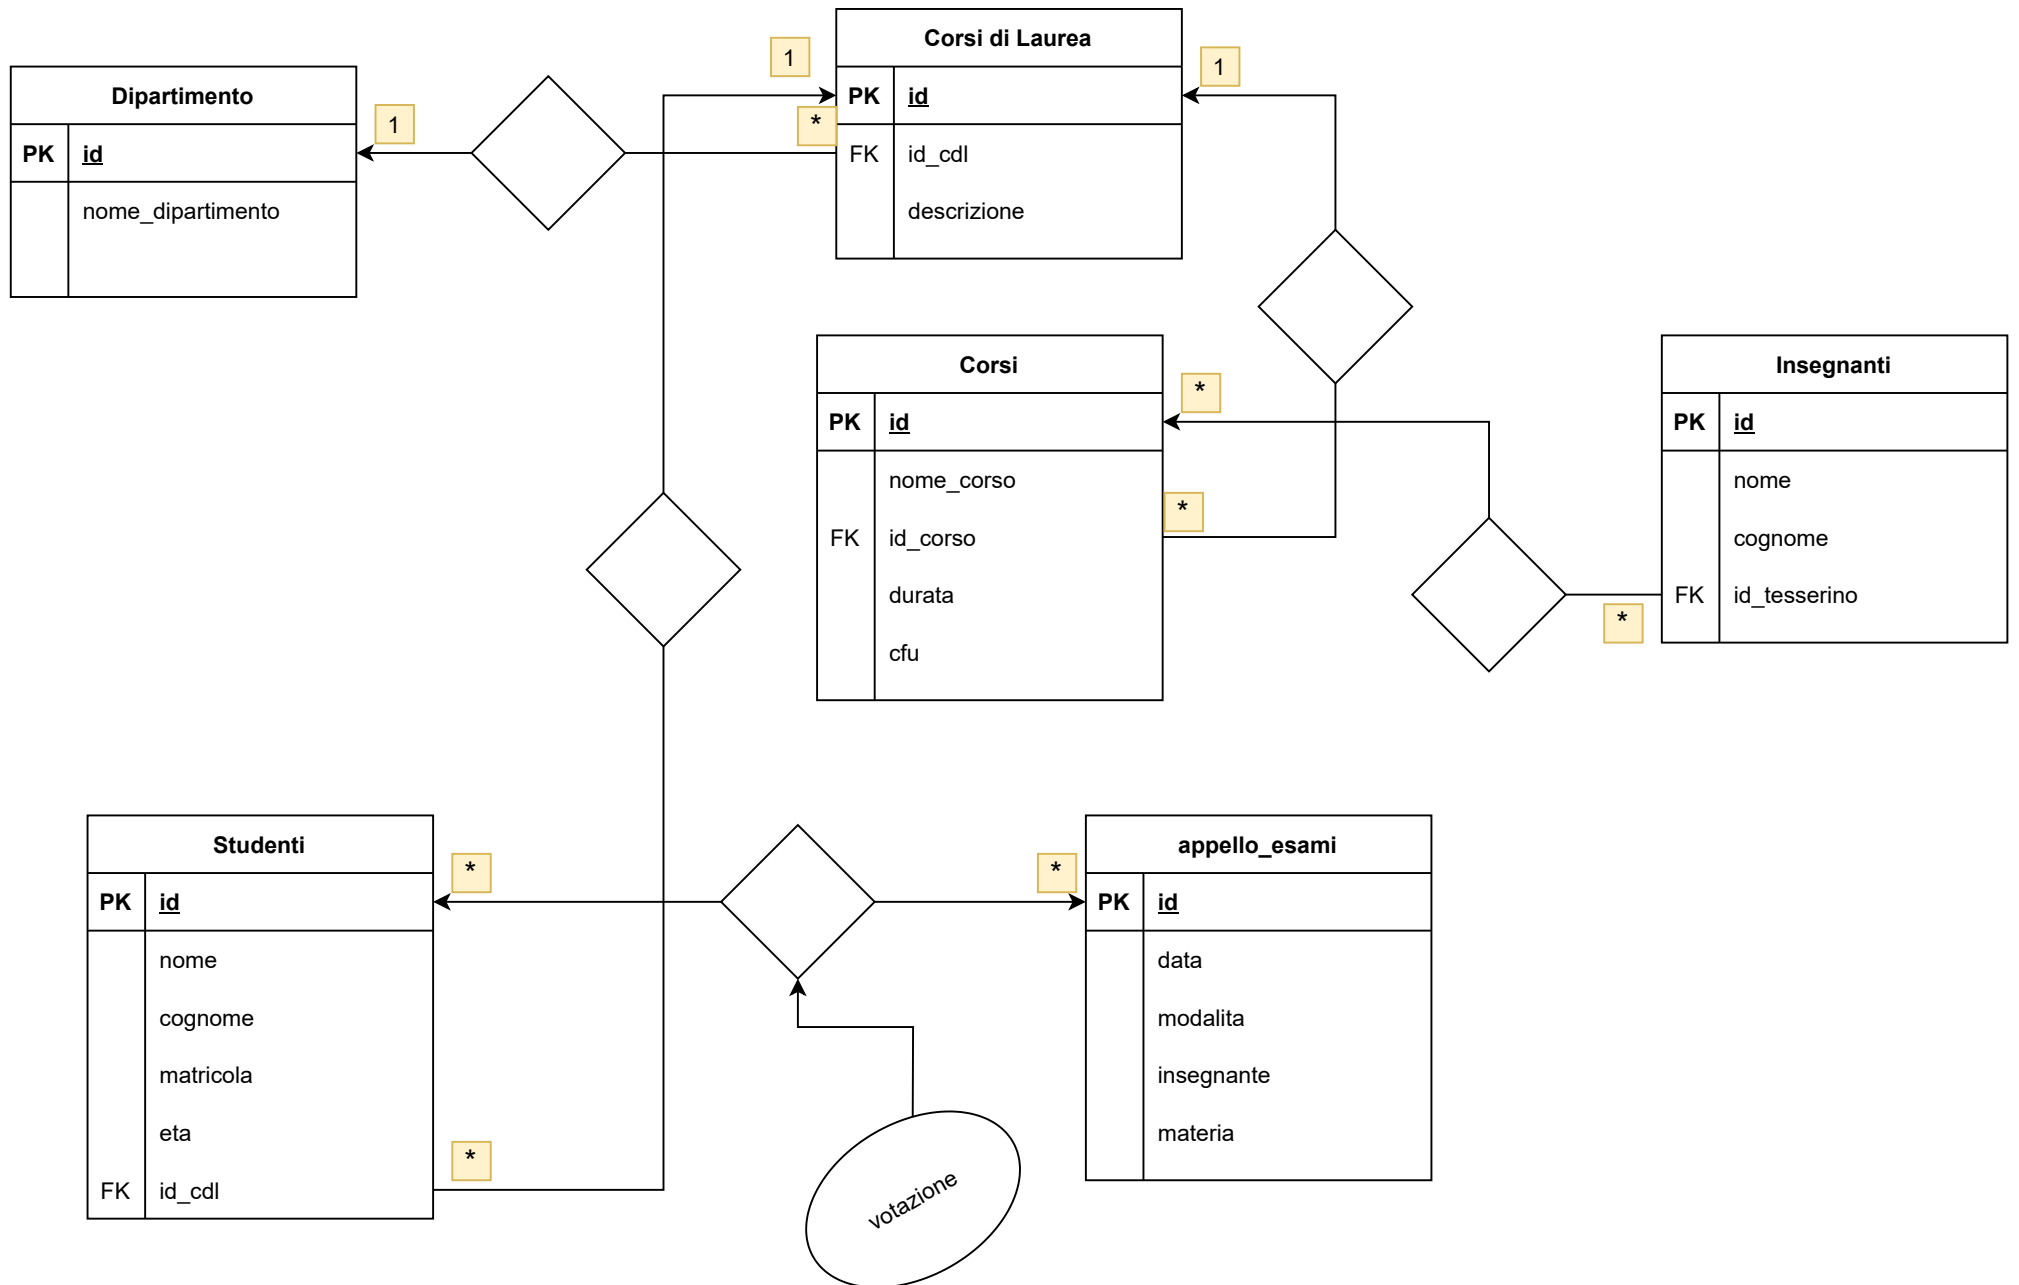 Corsi di Laurea
1
PK id
*
FK id_cdl
descrizione
1
Dipartimento
1
PK id
nome_dipartimento
Corsi
*
PK id
nome_corso
*
FK id_corso
durata
cfu
Insegnanti
PK id
nome
cognome
FK id_tesserino
*
Studenti
*
PK id
nome
cognome
matricola
eta
*
FK id_cdl
votazione
appello_esami
*
PK id
data
modalita
insegnante
materia